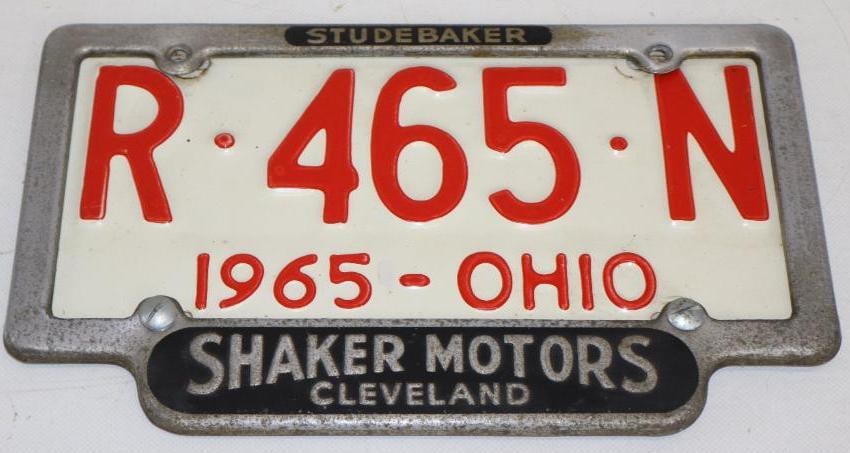 STUDEBAKER
R·465·N
1965-OHIO
SHAKER MOTORS
CLEVELAND